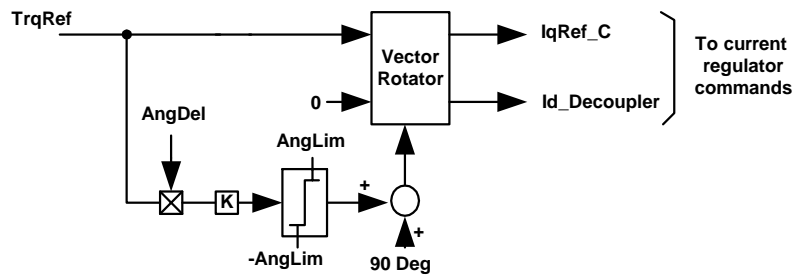 TrqRef
Vector
Rotator
IqRef_C
To current
regulator
commands
0
Id_Decoupler
AngDel
AngLim
K
+
-AngLim
+
90 Deg